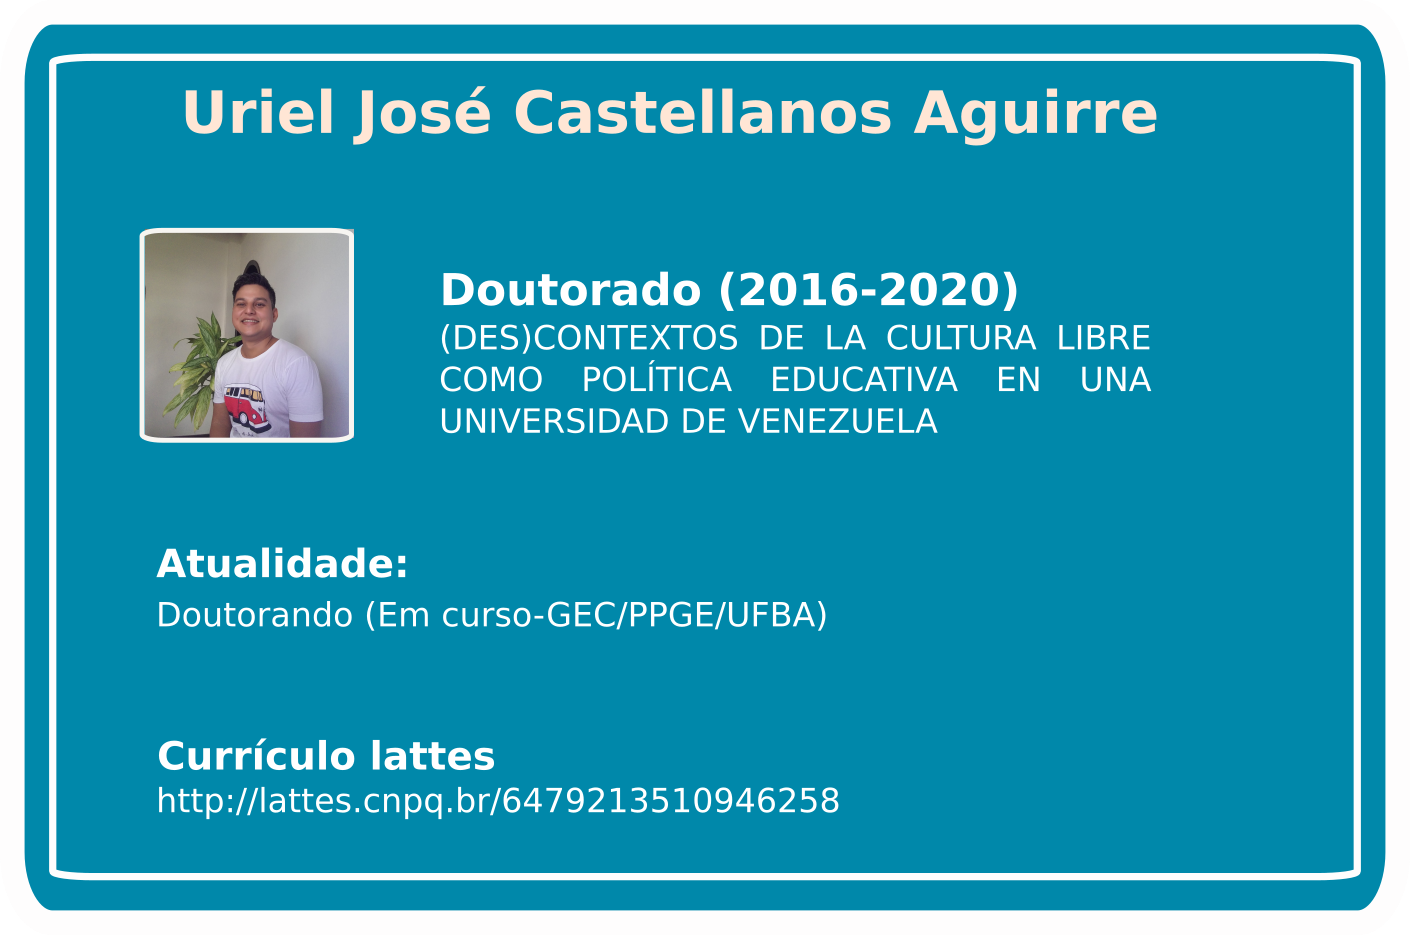 Uriel José Castellanos Aguirre
Doutorado (2016-2020)
(DES)CONTEXTOS DE LA CULTURA LIBRE
COMO POLÍTICA EDUCATIVA EN UNA
UNIVERSIDAD DE VENEZUELA
Atualidade:
Doutorando (Em curso-GEC/PPGE/UFBA)
Currículo lattes
http://lattes.cnpq.br/6479213510946258